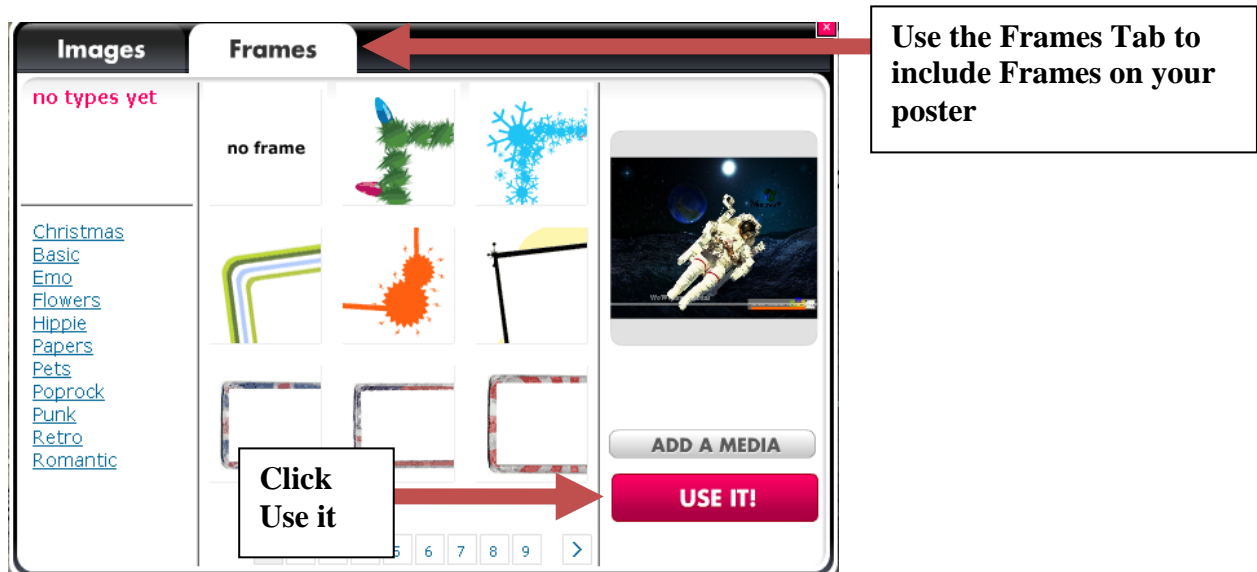 Images
Frames
Use the Frames Tab to
include Frames on your
poster
no types yet
Christmas
Basic
Emo
Flowers
Hippie
Papers
Pets
Poprock
Punk
Retro
Romantic
no frame
ADD A MEDIA
USE IT!
Click
Use it
5 6 7 8 9 >